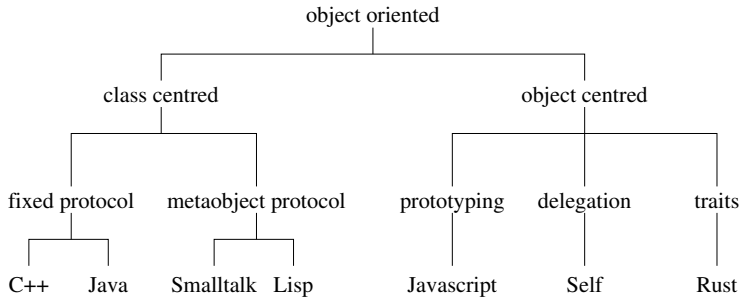 object oriented
class centred object centred
fixed protocol metaobject protocol prototyping delegation traits
C++ Java Smalltalk Lisp Javascript Self Rust